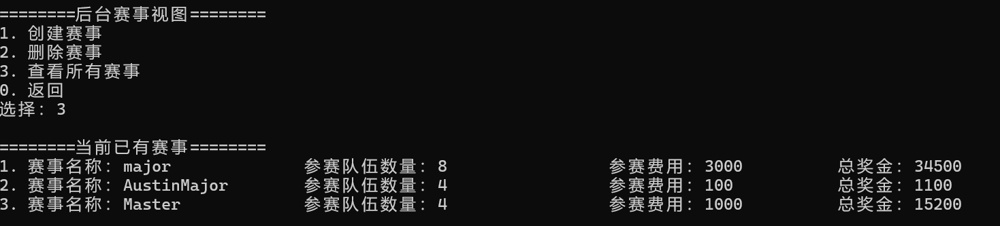 ========后台赛事视图========
1. 创建赛事
2. 删除赛事
3. 查看所有赛事
0. 返回
选择: 3
========当前已有赛事========
1. 赛事名称: major 参赛队伍数量: 8 参赛费用: 3000 总奖金: 34500
2. 赛事名称: AustinMajor 参赛队伍数量: 4 参赛费用: 100 总奖金: 1100
3. 赛事名称: Master 参赛队伍数量: 4 参赛费用: 1000 总奖金: 15200